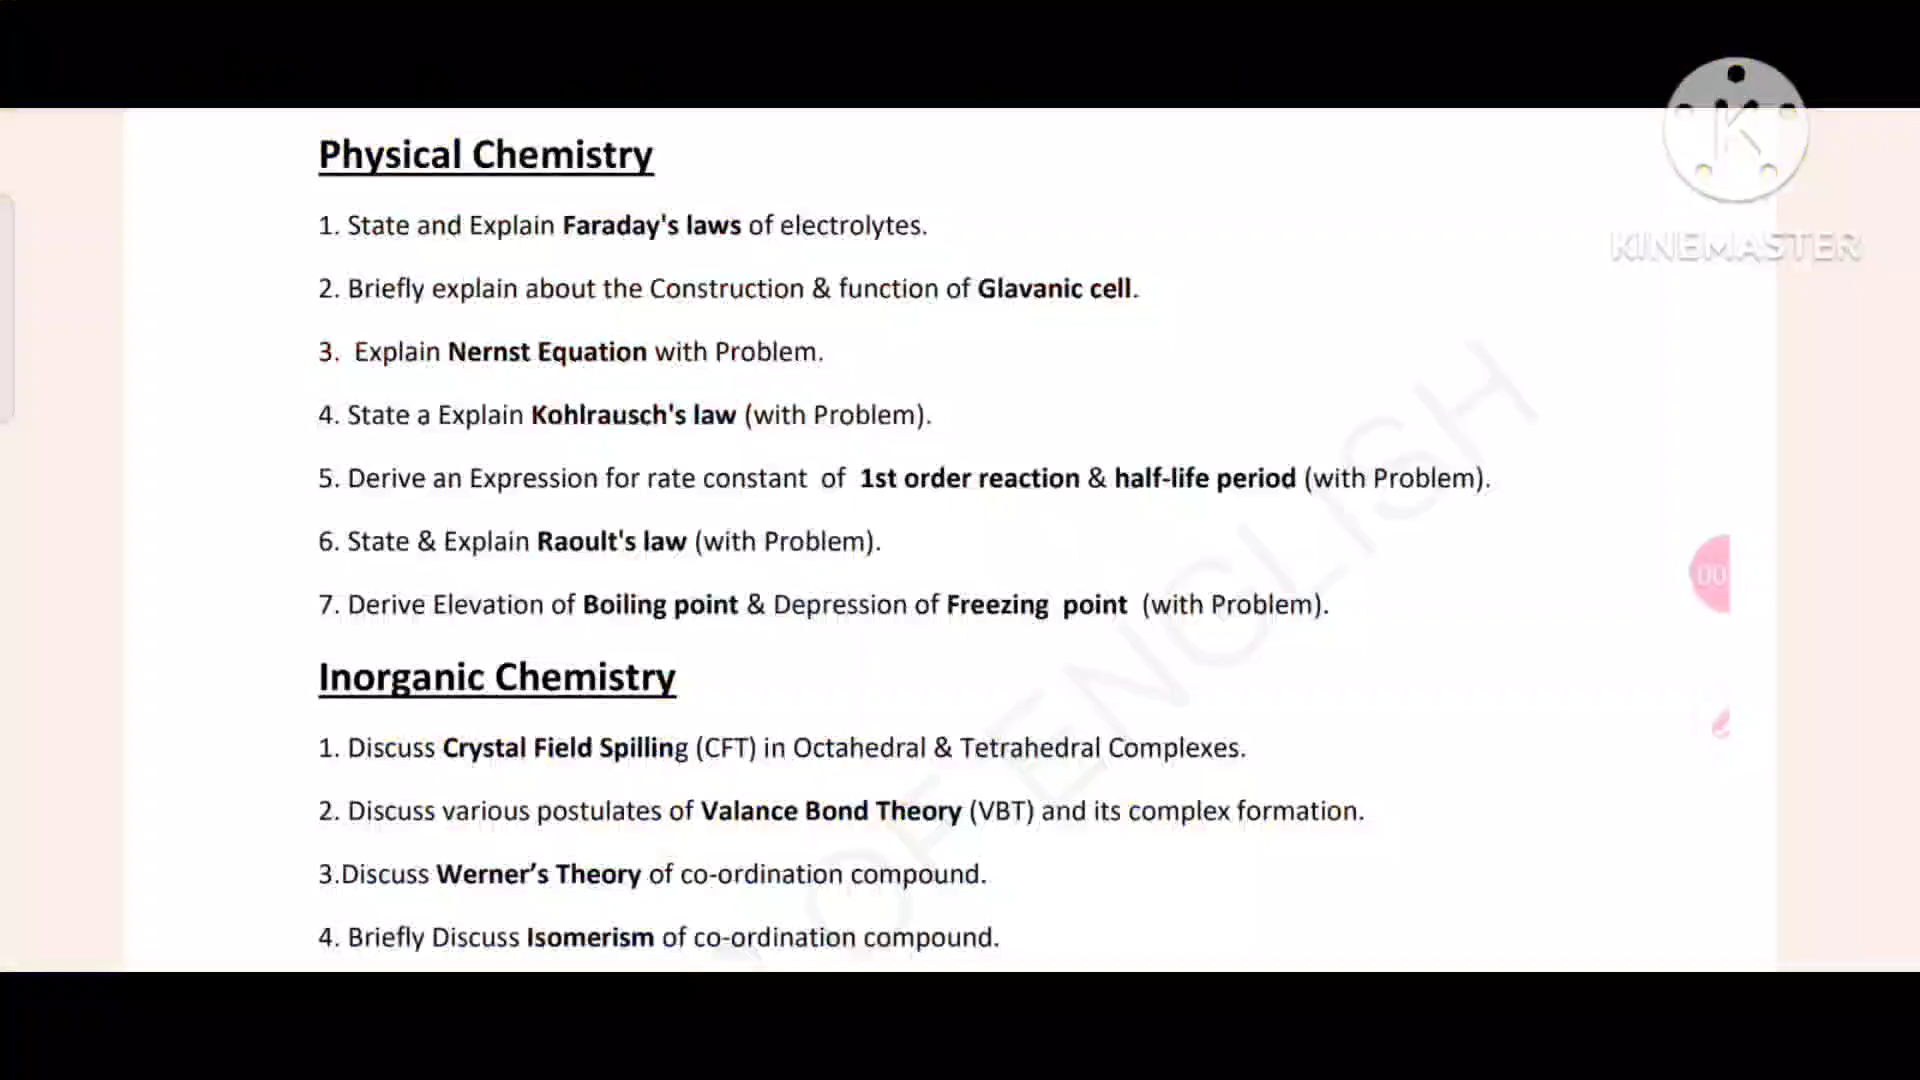 Physical Chemistry
1. State and Explain Faraday's laws of electrolytes.
2. Briefly explain about the Construction & function of Glavanic cell.
3. Explain Nernst Equation with Problem.
4. State a Explain Kohlrausch's law (with Problem).
5. Derive an Expression for rate constant of 1st order reaction & half-life period (with Problem).
6. State & Explain Raoult's law (with Problem).
7. Derive Elevation of Boiling point & Depression of Freezing point (with Problem).
Inorganic Chemistry
1. Discuss Crystal Field Spilling (CFT) in Octahedral & Tetrahedral Complexes.
2. Discuss various postulates of Valance Bond Theory (VBT) and its complex formation.
3.Discuss Werner’s Theory of co-ordination compound.
4. Briefly Discuss Isomerism of co-ordination compound.
K
KINEMASTER
00
OF ENGLISH